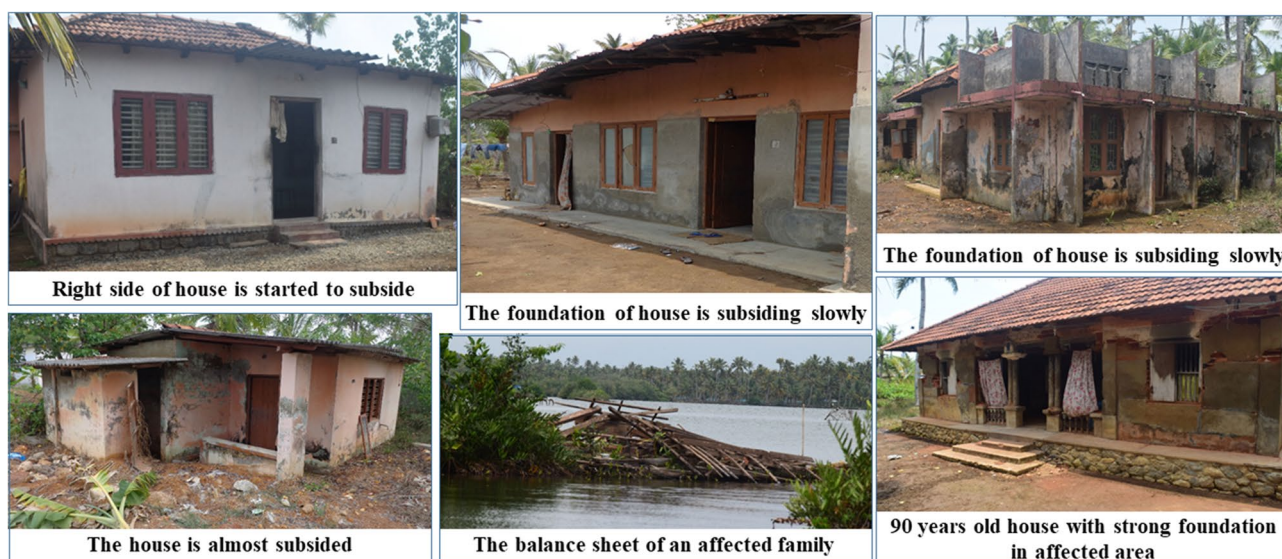 Right side of house is started to subside
The foundation of house is subsiding slowly
The foundation of house is subsiding slowly
The house is almost subsided
The balance sheet of an affected family
90 years old house with strong foundation
in affected area